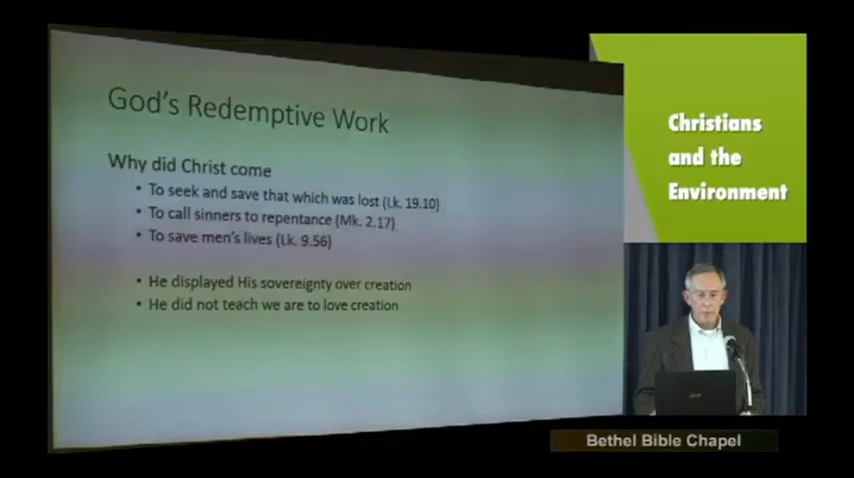 God's Redemptive Work
Why did Christ come
• To seek and save that which was lost (Lk. 19.10)
• To call sinners to repentance (Mk. 2.17)
• To save men's lives (Lk. 9.56)
• He displayed His sovereignty over creation
• He did not teach we are to love creation
Christians
and the
Environment
Bethel Bible Chapel